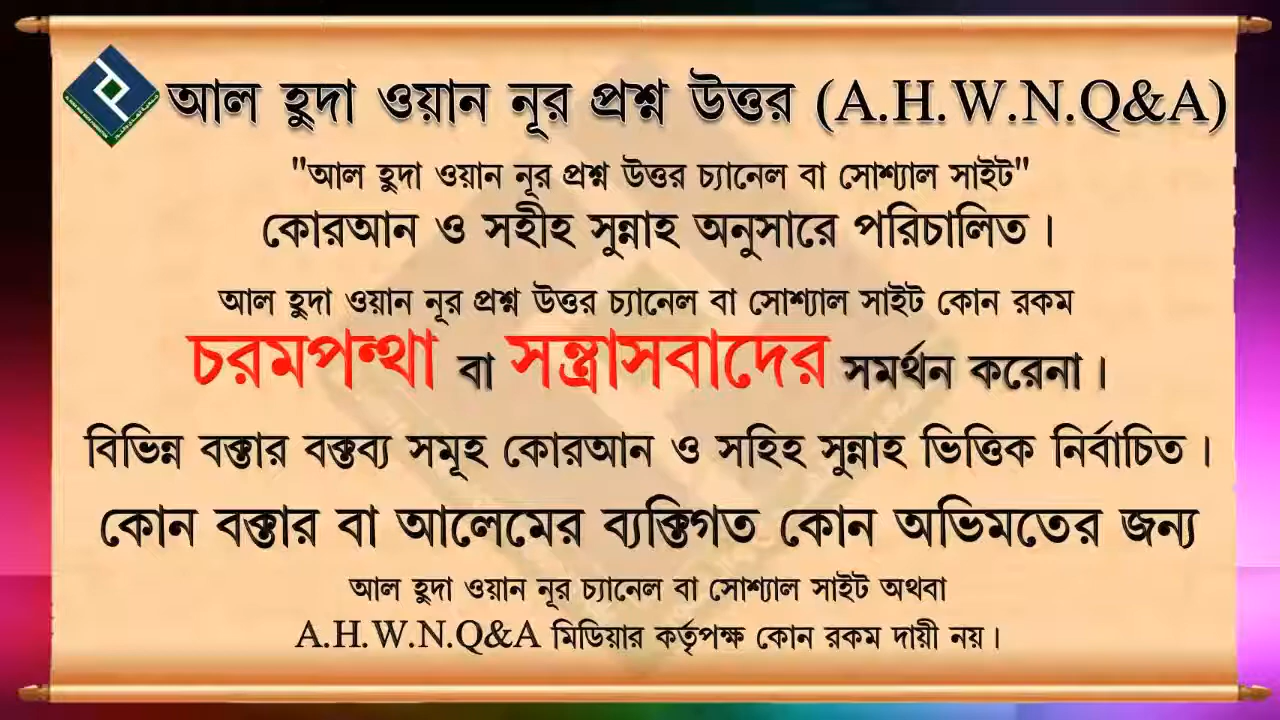 আল হুদা ওয়ান নূর প্রশ্ন উত্তর (A.H.W.N.Q&A)
"আল হুদা ওয়ান নূর প্রশ্ন উত্তর চ্যানেল বা সোশ্যাল সাইট"
কোরআন ও সহীহ সুন্নাহ অনুসারে পরিচালিত।
আল হুদা ওয়ান নূর প্রশ্ন উত্তর চ্যানেল বা সোশ্যাল সাইট কোন রকম
চরমপন্থা বা সন্ত্রাসবাদের সমর্থন করেনা।
বিভিন্ন বক্তার বক্তব্য সমূহ কোরআন ও সহিহ সুন্নাহ ভিত্তিক নির্বাচিত।
কোন বক্তার বা আলেমের ব্যক্তিগত কোন অভিমতের জন্য
আল হুদা ওয়ান নূর চ্যানেল বা সোশ্যাল সাইট অথবা
A.H.W.N.Q&A মিডিয়ার কর্তৃপক্ষ কোন রকম দায়ী নয়।